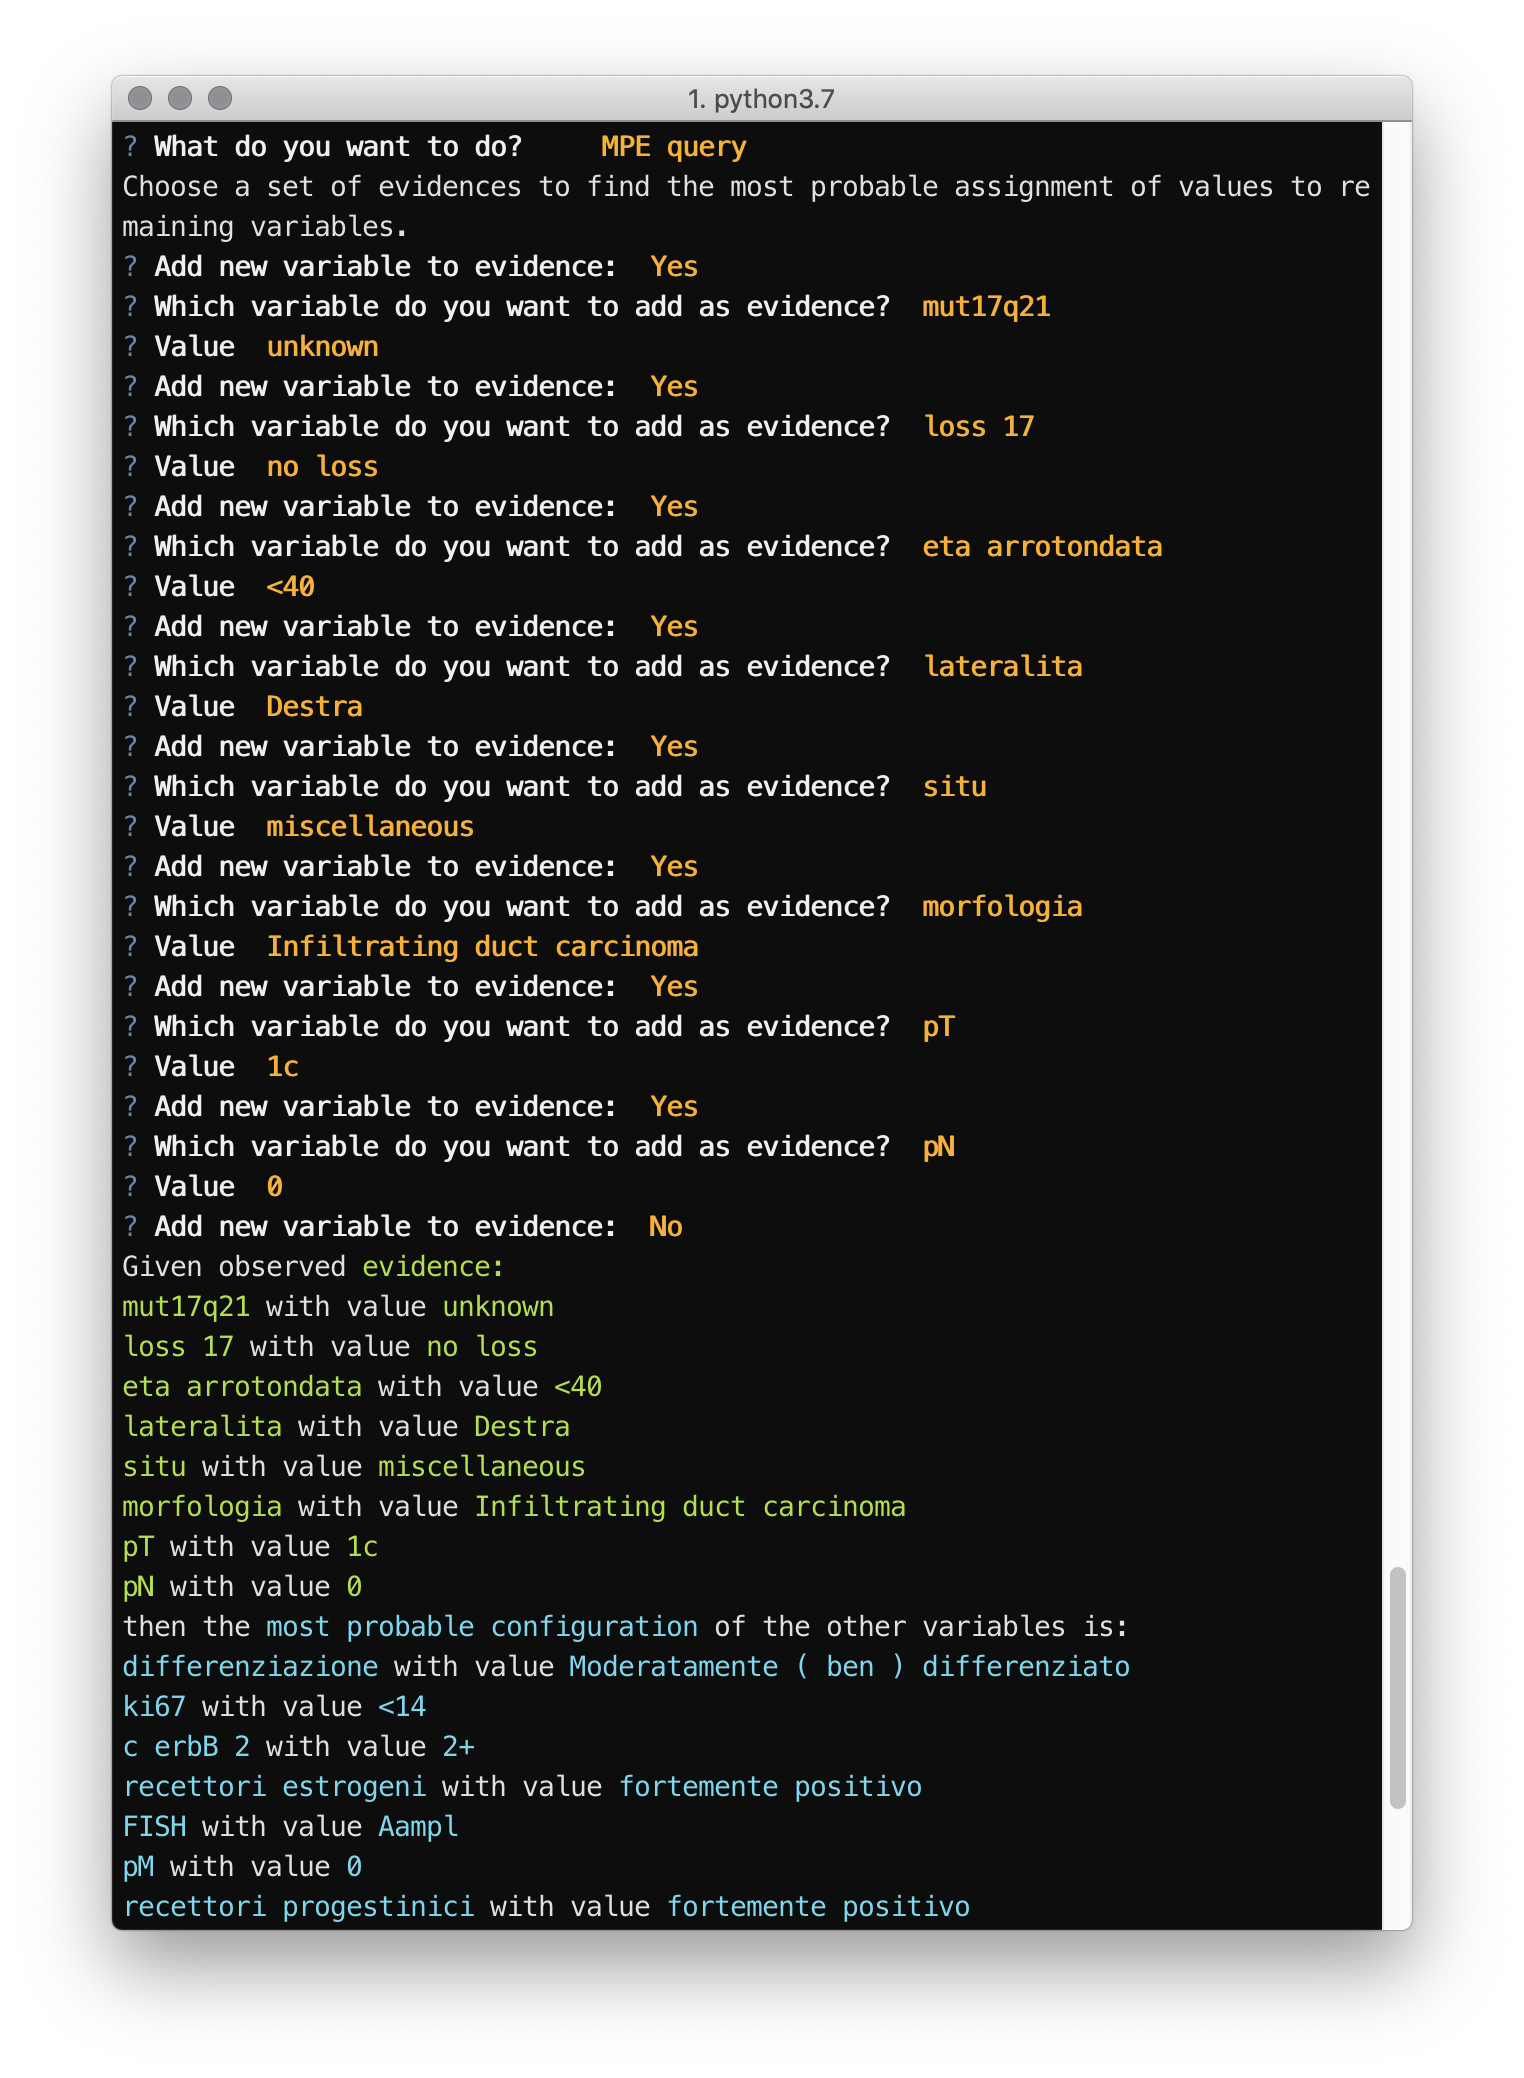 1. python3.7
? What do you want to do? MPE query
Choose a set of evidences to find the most probable assignment of values to re
maining variables.
? Add new variable to evidence: Yes
? Which variable do you want to add as evidence? mut17q21
? Value unknown
? Add new variable to evidence: Yes
? Which variable do you want to add as evidence? loss 17
? Value no loss
? Add new variable to evidence: Yes
? Which variable do you want to add as evidence? eta arrotondata
? Value <40
? Add new variable to evidence: Yes
? Which variable do you want to add as evidence? lateralita
? Value Destra
? Add new variable to evidence: Yes
? Which variable do you want to add as evidence? situ
? Value miscellaneous
? Add new variable to evidence: Yes
? Which variable do you want to add as evidence? morfologia
? Value Infiltrating duct carcinoma
? Add new variable to evidence: Yes
? Which variable do you want to add as evidence? pT
? Value 1c
? Add new variable to evidence: Yes
? Which variable do you want to add as evidence? pN
? Value 0
? Add new variable to evidence: No
Given observed evidence:
mut17q21 with value unknown
loss 17 with value no loss
eta arrotondata with value <40
lateralita with value Destra
situ with value miscellaneous
morfologia with value Infiltrating duct carcinoma
pT with value 1c
pN with value 0
then the most probable configuration of the other variables is:
differenziazione with value Moderatamente ( ben ) differenziato
ki67 with value <14
c erbB 2 with value 2+
recettori estrogeni with value fortemente positivo
FISH with value Aampl
pM with value 0
recettori progestinici with value fortemente positivo